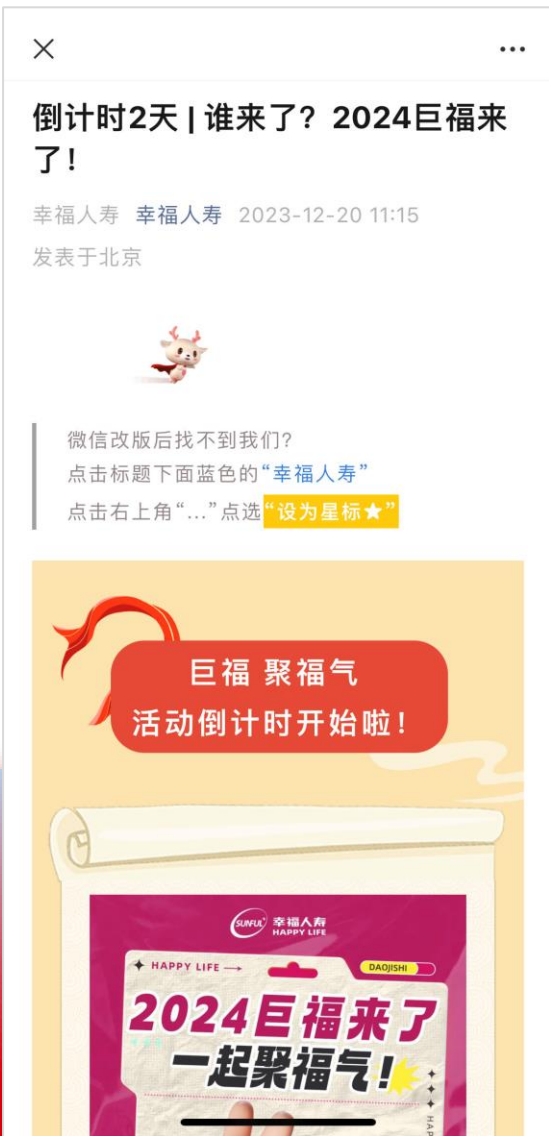 倒计时2天 | 谁来了？2024巨福来
了！
幸福人寿 幸福人寿 2023-12-20 11:15
发表于北京
微信改版后找不到我们?
点击标题下面蓝色的“幸福人寿”
点击右上角“...”点选“设为星标★”
巨福 聚福气
活动倒计时开始啦！
SUNFUL 幸福人寿
HAPPY LIFE
HAPPY LIFE
DAOJISHI
2024巨福来了
一起聚福气！
HAP